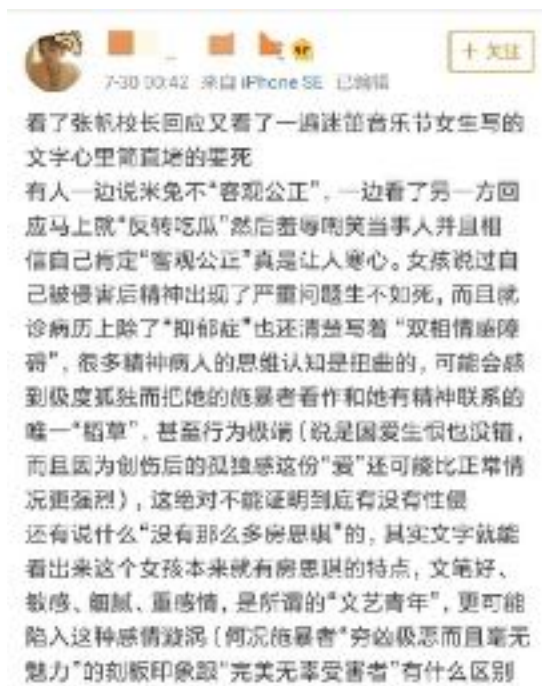 + 关注
7-30 00:42 来自 iPhone SE 已编辑
看了张帆校长回应又看了一遍迷笛音乐节女生写的
文字心里简直堵的要死
有人一边说米兔不“客观公正”，一边看了另一方回
应马上就“反转吃瓜”然后羞辱嘲笑当事人并且相
信自己肯定“客观公正”真是让人寒心。女孩说过自
己被侵害后精神出现了严重问题生不如死，而且就
诊病历上除了“抑郁症”也还清楚写着“双相情感障
碍”，很多精神病人的思维认知是扭曲的，可能会感
到极度孤独而把她的施暴者看作和她有精神联系的
唯一“稻草”，甚至行为极端（说是因爱生恨也没错，
而且因为创伤后的孤独感这份“爱”还可能比正常情
况更强烈），这绝对不能证明到底有没有性侵
还有说什么“没有那么多房思琪”的，其实文字就能
看出来这个女孩本来就有房思琪的特点，文笔好、
敏感、细腻、重感情，是所谓的“文艺青年”，更可能
陷入这种感情漩涡（何况施暴者“穷凶极恶而且毫无
魅力”的刻板印象跟“完美无辜受害者”有什么区别